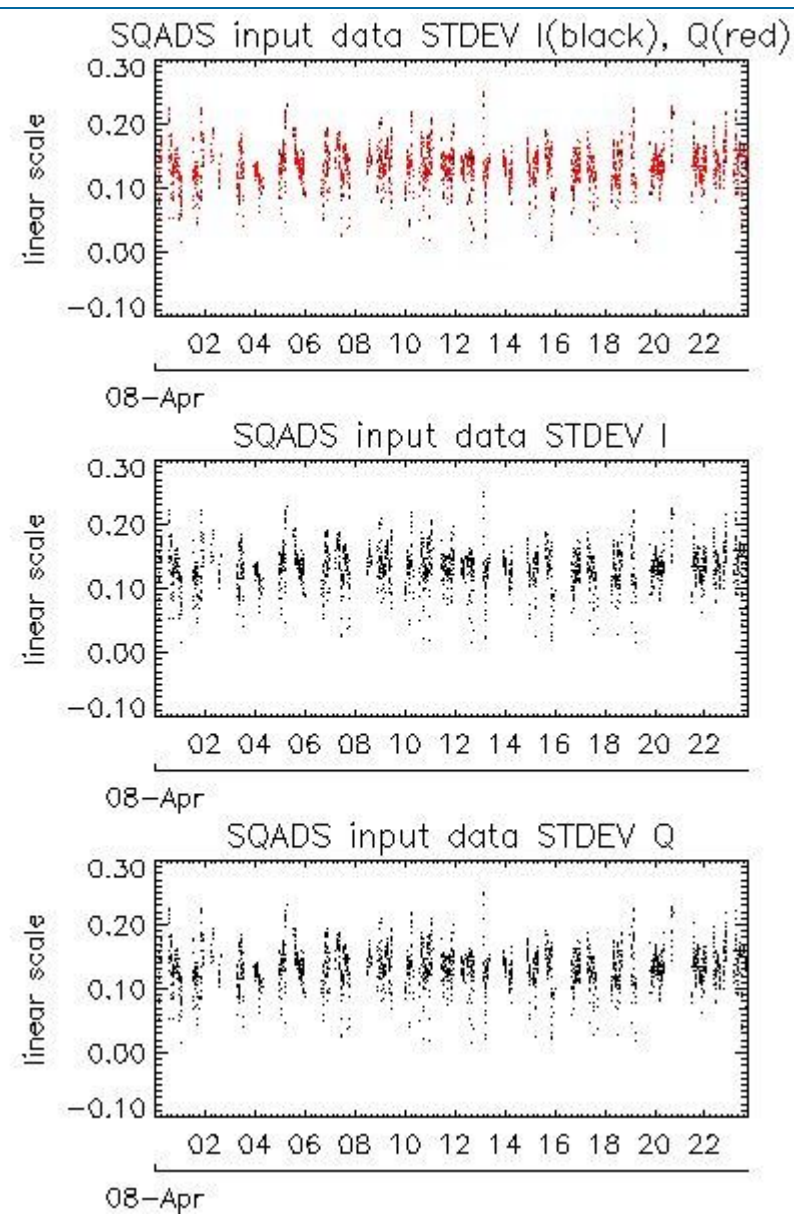 SQADS input data STDEV I(black), Q(red)
0.30
0.20
0.10
0.00
-0.10
linear scale
02 04 06 08 10 12 14 16 18 20 22
08-Apr
SQADS input data STDEV I
0.30
0.20
0.10
0.00
-0.10
linear scale
02 04 06 08 10 12 14 16 18 20 22
08-Apr
SQADS input data STDEV Q
0.30
0.20
0.10
0.00
-0.10
linear scale
02 04 06 08 10 12 14 16 18 20 22
08-Apr